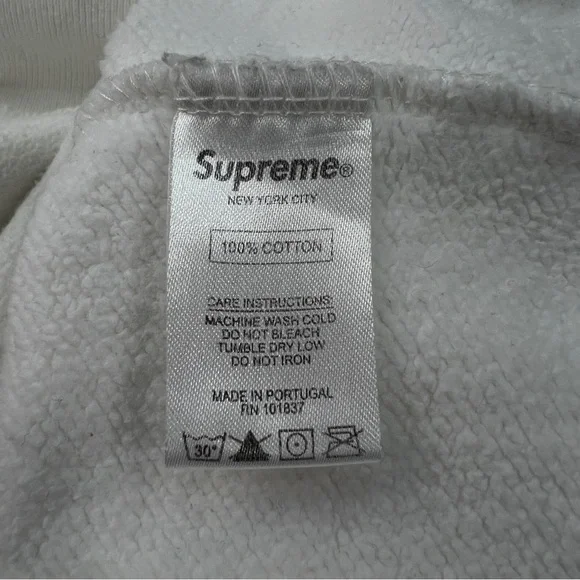 Supreme®
NEW YORK CITY
100% COTTON
CARE INSTRUCTIONS:
MACHINE WASH COLD
DO NOT BLEACH
TUMBLE DRY LOW
DO NOT IRON
MADE IN PORTUGAL
RN 101837
30°